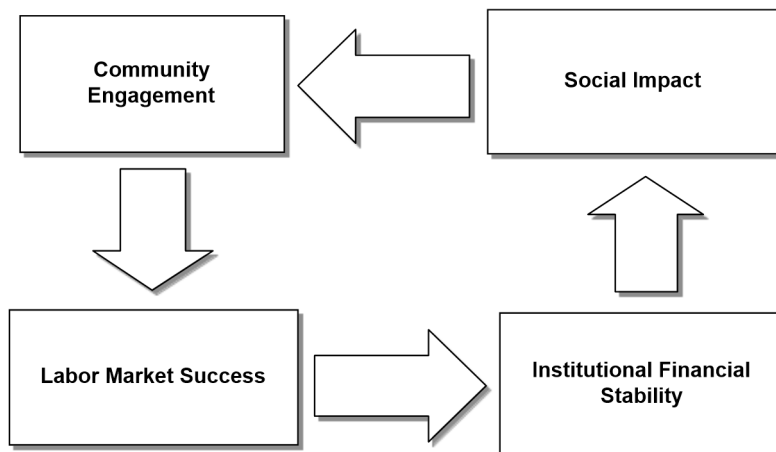 Community
Engagement
Social Impact
Labor Market Success
Institutional Financial
Stability